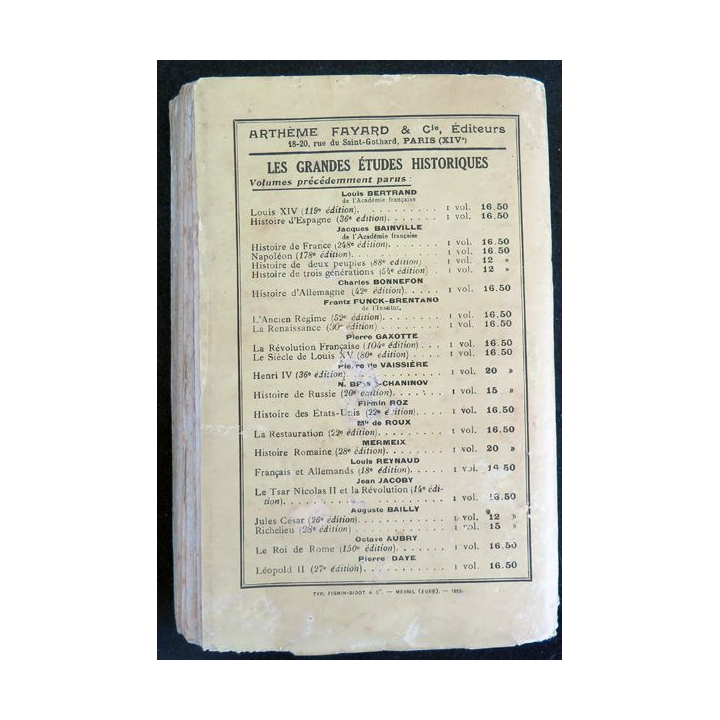 ARTHÈME FAYARD & Cie, Éditeurs
18-20, rue du Saint-Gothard, PARIS (XIVe)
LES GRANDES ÉTUDES HISTORIQUES
Volumes précédemment parus :
Louis BERTRAND
de l'Académie française
Louis XIV (119e édition). . . . . . . . . . 1 vol. 16.50
Histoire d'Espagne (36e édition). . . . . . . . 1 vol. 16.50
Jacques BAINVILLE
de l'Académie française
Histoire de France (248e édition). . . . . . . 1 vol. 16.50
Napoléon (178e édition). . . . . . . . . . 1 vol. 16.50
Histoire de deux peuples (88e édition) . . . . . 1 vol. 12 »
Histoire de trois générations (54e édition) . . . . 1 vol. 12 »
Charles BONNEFON
Histoire d'Allemagne (42e édition). . . . . . 1 vol. 16.50
Frantz FUNCK-BRENTANO
de l'Institut.
L'Ancien Régime (52e édition). . . . . . . . 1 vol. 16.50
La Renaissance (30e édition) . . . . . . . . 1 vol. 16.50
Pierre GAXOTTE
La Révolution Française (104e édition). . . . . 1 vol. 16.50
Le Siècle de Louis XV (80e édition). . . . . . 1 vol. 16.50
Pierre de VAISSIÈRE
Henri IV (36e édition). . . . . . . . . . 1 vol. 20 »
N. CHANINOV
Histoire de Russie (20e édition). . . . . . . 1 vol. 15 »
Firmin ROZ
Histoire des États-Unis (22e édition). . . . . . 1 vol. 16.50
Mis de ROUX
La Restauration (22e édition). . . . . . . . 1 vol. 16.50
MERMEIX
Histoire Romaine (28e édition). . . . . . . . 1 vol. 20 »
Louis REYNAUD
Français et Allemands (18e édition). . . . . . 1 vol. 16.50
Jean JACOBY
Le Tsar Nicolas II et la Révolution (14e édi-
tion). . . . . . . . . . . . . . 1 vol. 16.50
Auguste BAILLY
Jules César (26e édition). . . . . . . . . 1 vol. 12 »
Richelieu (28e édition). . . . . . . . . . 1 vol. 15 »
Octave AUBRY
Le Roi de Rome (150e édition). . . . . . . . 1 vol. 16.50
Pierre DAYE
Léopold II (27e édition) . . . . . . . . . 1 vol. 16.50
TYP. FIRMIN-DIDOT & Cie. — MESNIL (EURE). —